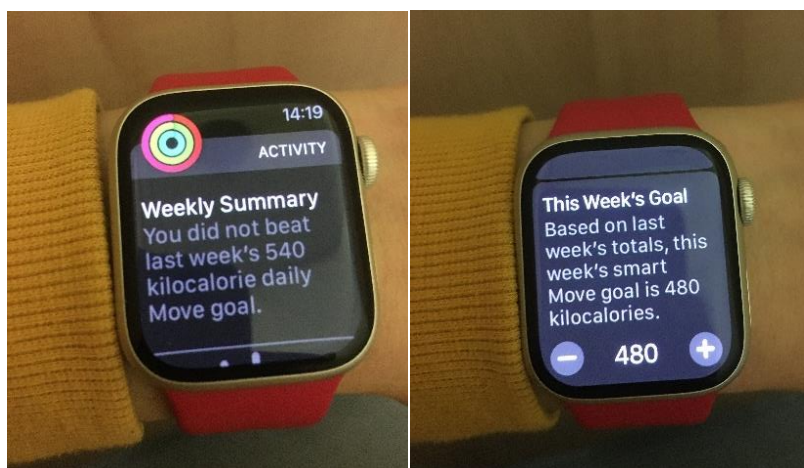 14:19
ACTIVITY
Weekly Summary
You did not beat
last week's 540
kilocalorie daily
Move goal.
This Week's Goal
Based on last
week's totals, this
week's smart
Move goal is 480
kilocalories.
− 480 +